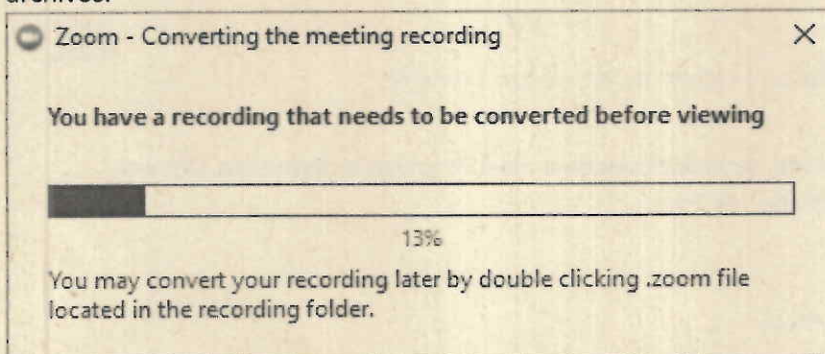 archives.
Zoom - Converting the meeting recording
You have a recording that needs to be converted before viewing
13%
You may convert your recording later by double clicking .zoom file
located in the recording folder.